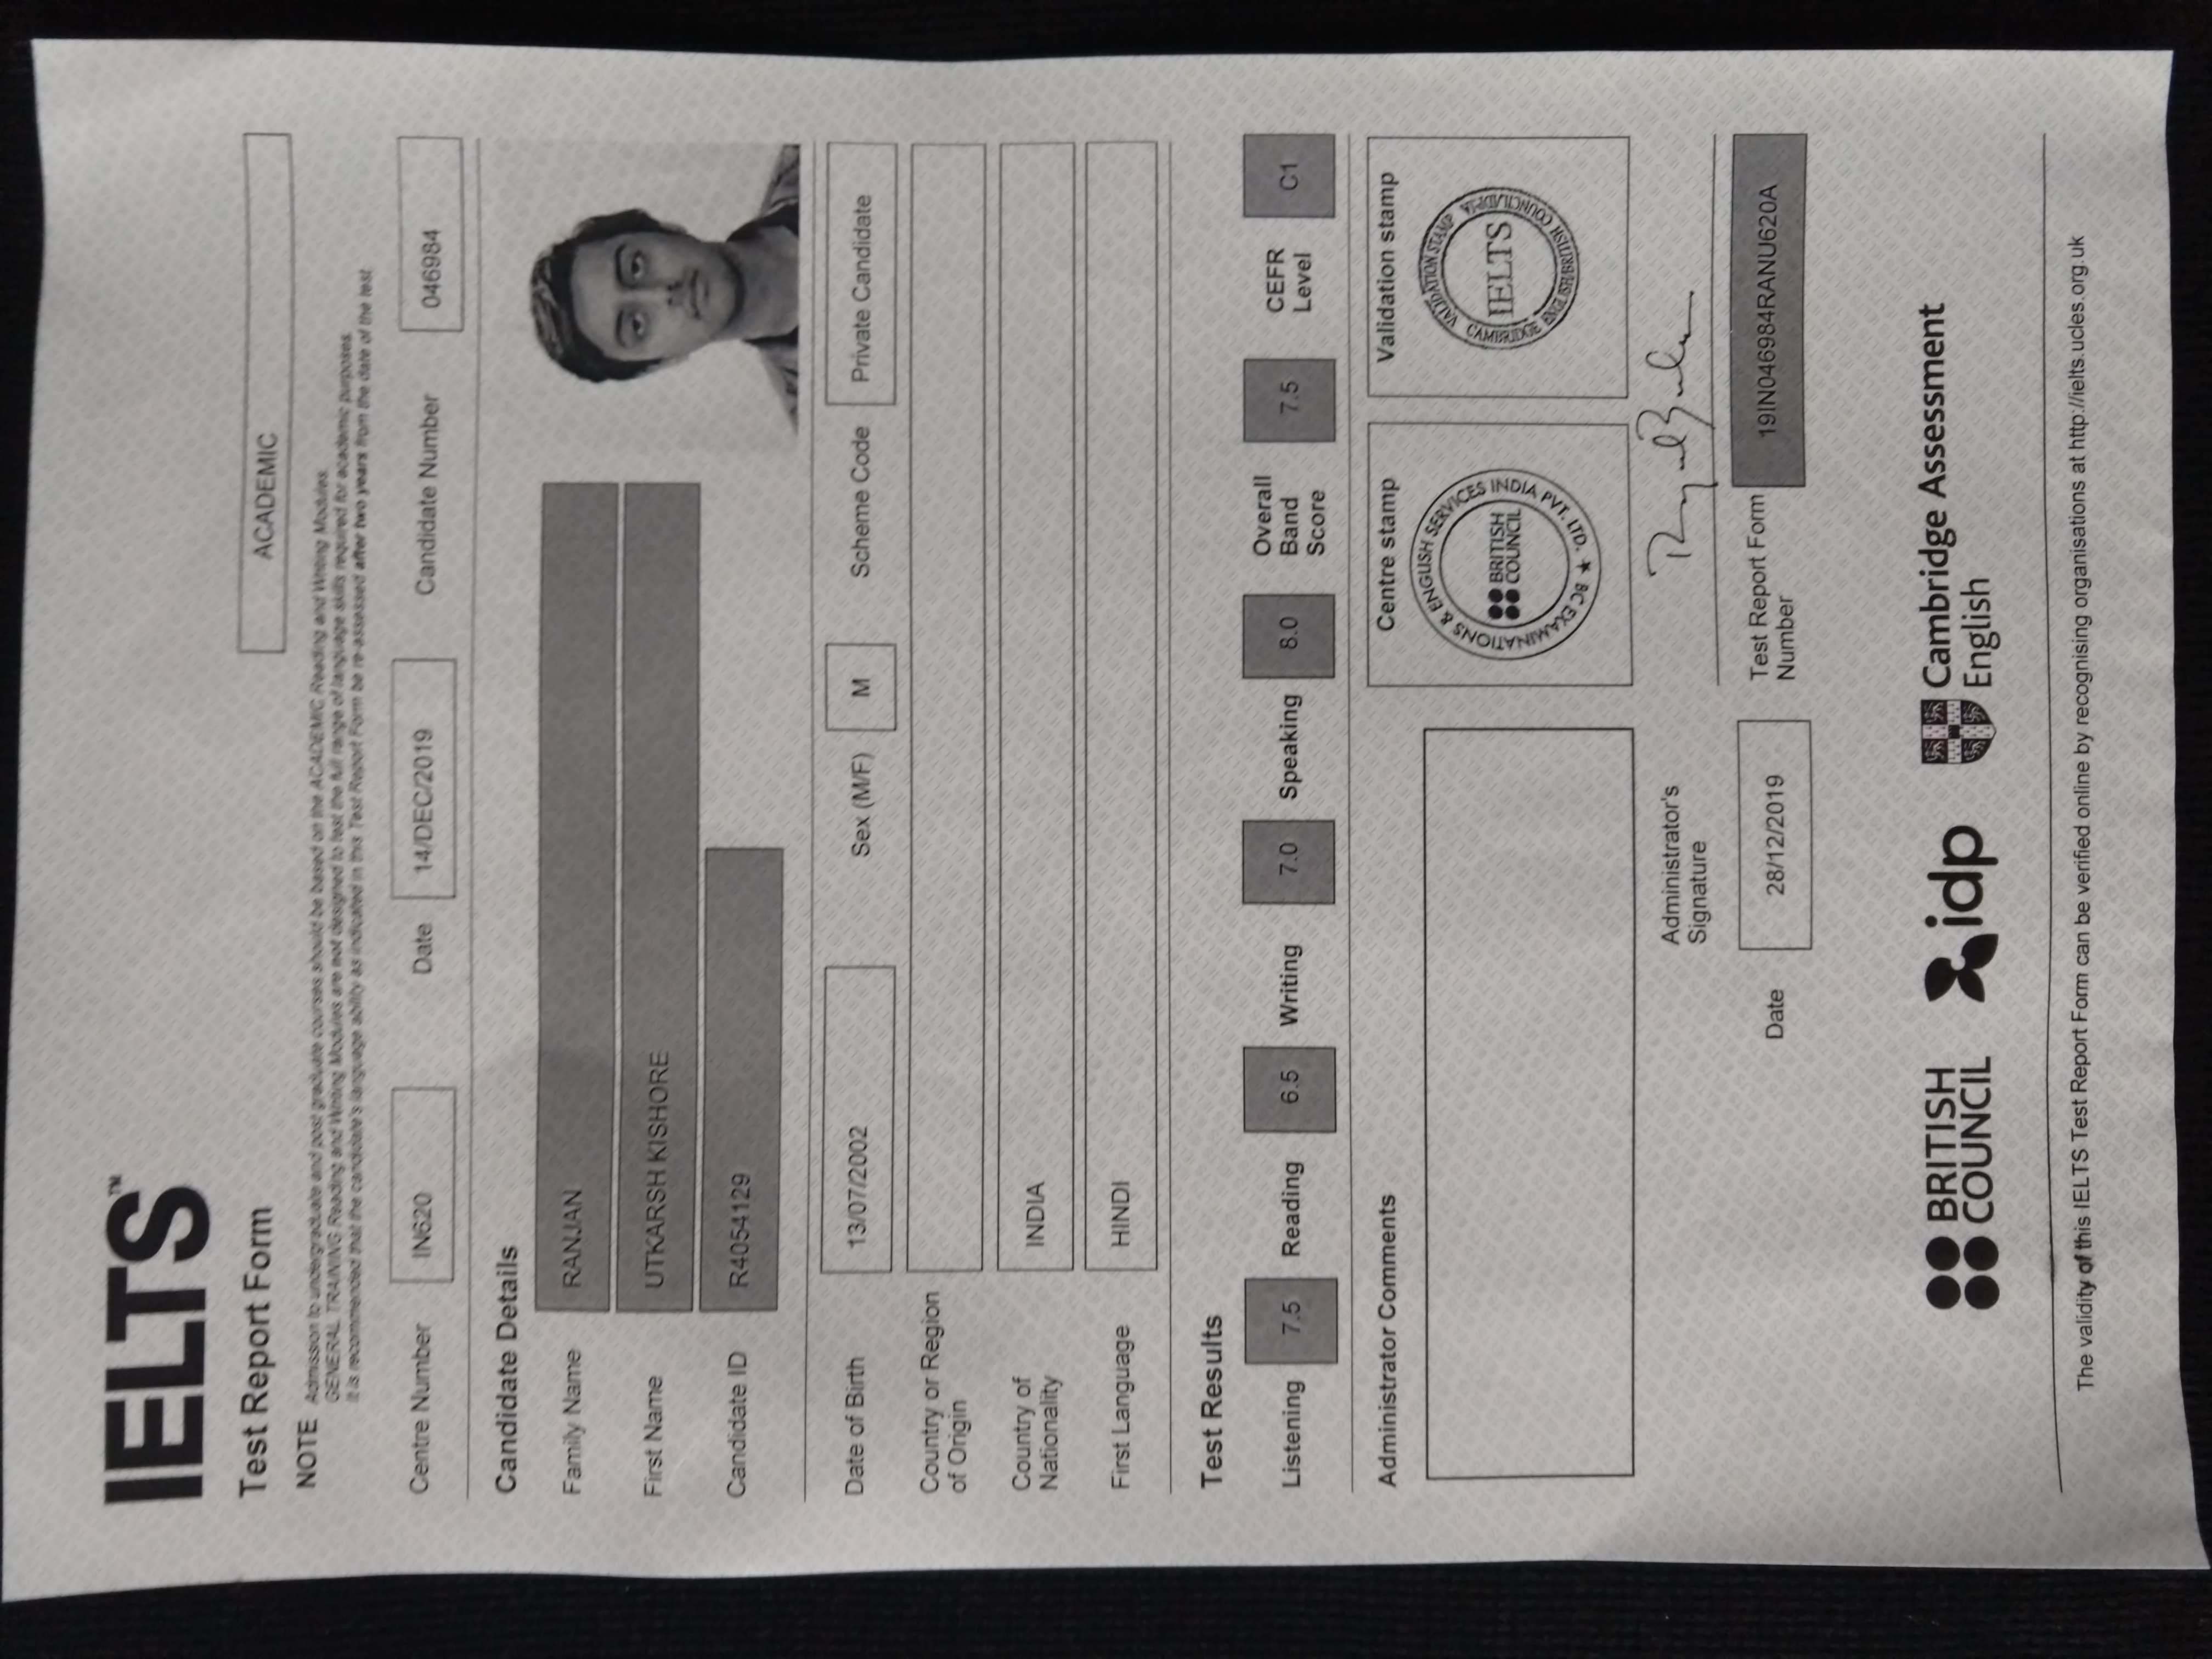 IELTS™
Test Report Form
ACADEMIC
NOTE Admission to undergraduate and post graduate courses should be based on the ACADEMIC Reading and Writing Modules.
GENERAL TRAINING Reading and Writing Modules are not designed to test the full range of language skills required for academic purposes.
It is recommended that the candidate's language ability as indicated in this Test Report Form be re-assessed after two years from the date of the test.
Centre Number IN620 Date 14/DEC/2019 Candidate Number 046984
Candidate Details
Family Name RANJAN
First Name UTKARSH KISHORE
Candidate ID R4054129
Date of Birth 13/07/2002 Sex (M/F) M Scheme Code Private Candidate
Country or Region
of Origin
Country of
Nationality
INDIA
First Language HINDI
Test Results
Listening 7.5 Reading 6.5 Writing 7.0 Speaking 8.0 Overall Band Score 7.5 CEFR Level C1
Administrator Comments
Centre stamp
BC EXAMINATIONS & ENGLISH SERVICES INDIA PVT. LTD. ★
BRITISH
COUNCIL
Validation stamp
VALIDATION STAMP
IELTS
CAMBRIDGE ENGLISH/BRITISH COUNCIL/IDP:IA
Administrator's
Signature
Date 28/12/2019
Test Report Form
Number
19IN046984RANU620A
BRITISH
COUNCIL
idp
Cambridge Assessment
English
The validity of this IELTS Test Report Form can be verified online by recognising organisations at http://ielts.ucles.org.uk